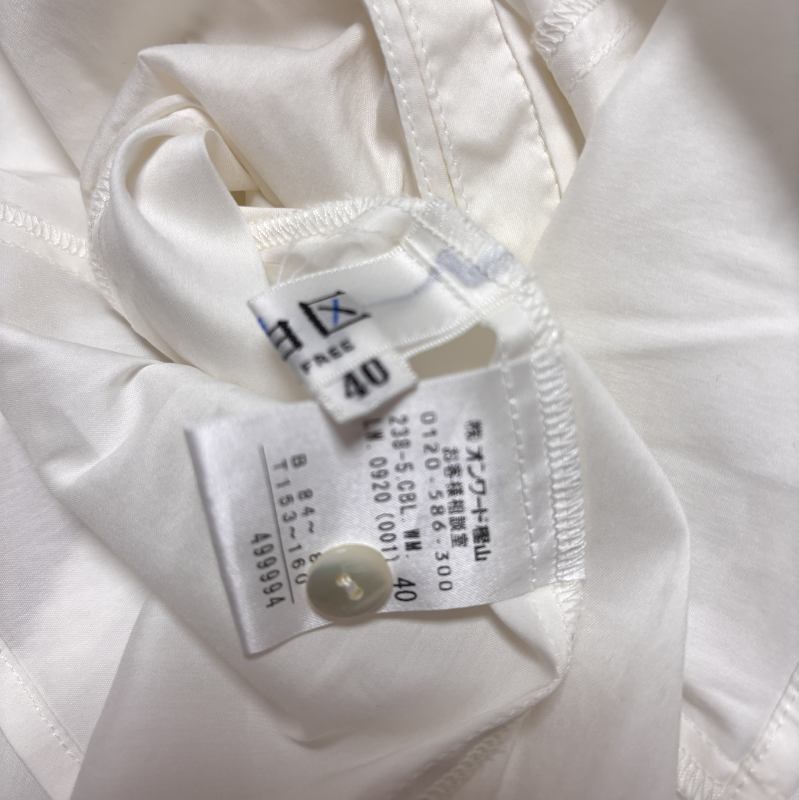 FREE
40
㈱オンワード樫山
お客様相談室
0120-586-300
238-5.CBL.WM.
0920(001) 40
B 84~
T153~160
499994